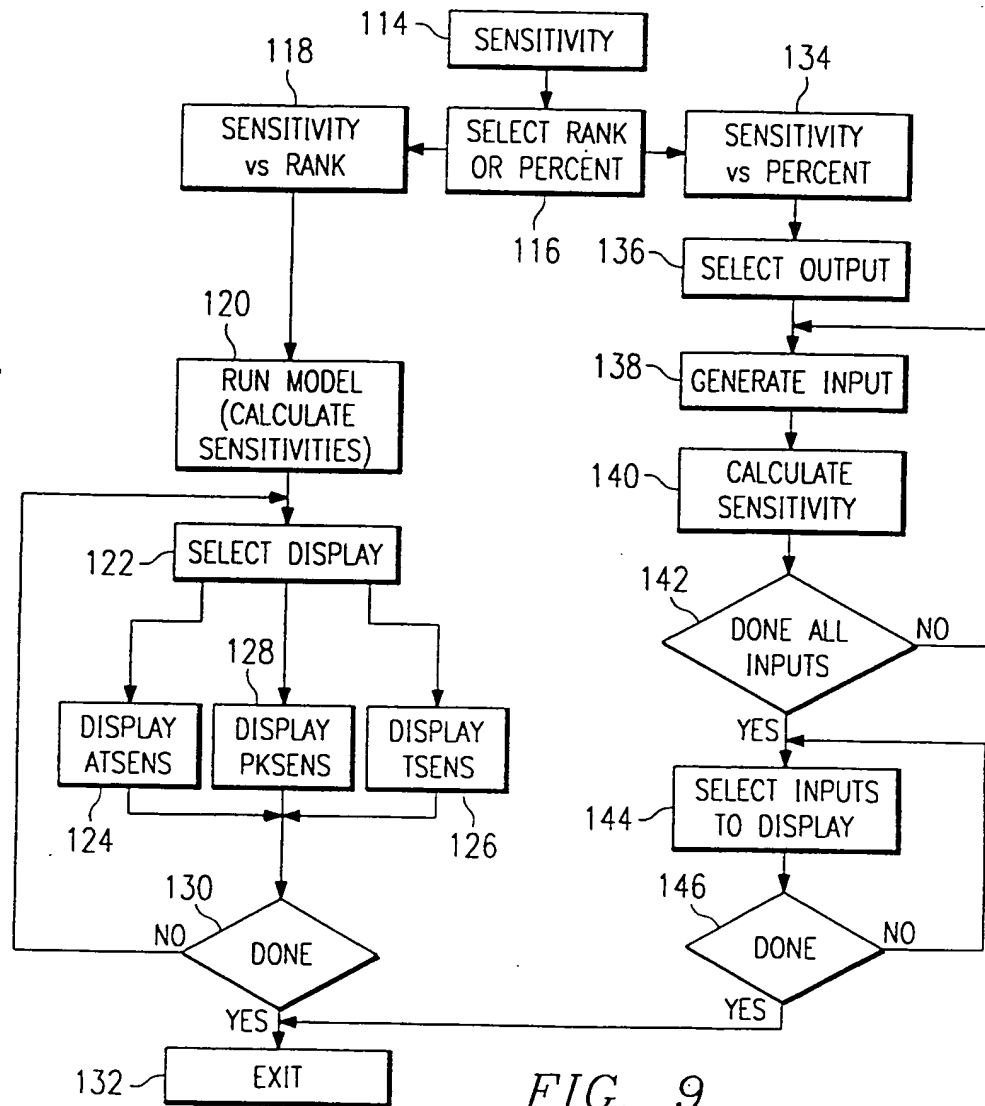 114
SENSITIVITY
118
SENSITIVITY
vs RANK
SELECT RANK
OR PERCENT
116
134
SENSITIVITY
vs PERCENT
136
SELECT OUTPUT
120
RUN MODEL
(CALCULATE
SENSITIVITIES)
138
GENERATE INPUT
140
CALCULATE
SENSITIVITY
122
SELECT DISPLAY
142
DONE ALL
INPUTS
NO
YES
128
DISPLAY
ATSENS
124
DISPLAY
PKSENS
DISPLAY
TSENS
126
144
SELECT INPUTS
TO DISPLAY
130
DONE
NO
YES
146
DONE
NO
YES
132
EXIT
FIG. 9